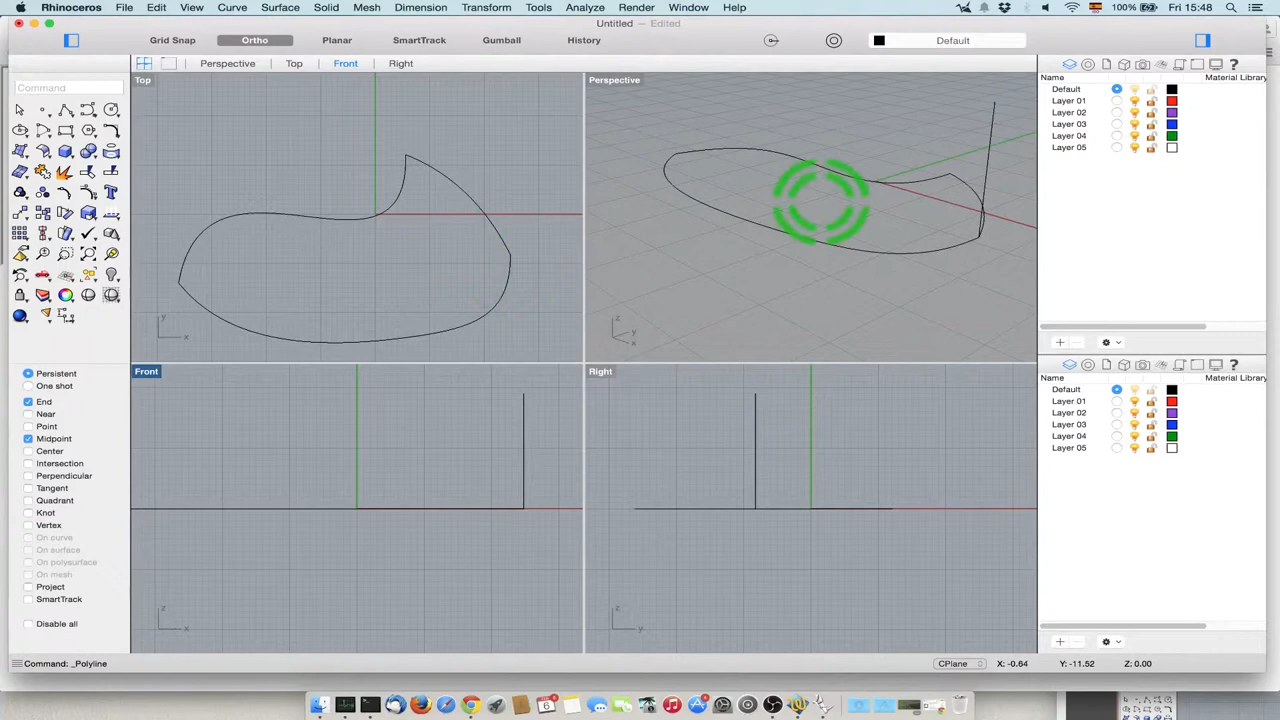 Rhinoceros File Edit View Curve Surface Solid Mesh Dimension Transform Tools Analyze Render Window Help 100% Fri 15:48
Untitled — Edited
Grid Snap Ortho Planar SmartTrack Gumball History Default
Perspective Top Front Right
Command
Top
Perspective
Front
Right
y
x
z
y
x
z
x
z
y
Persistent
One shot
End
Near
Point
Midpoint
Center
Intersection
Perpendicular
Tangent
Quadrant
Knot
Vertex
On curve
On surface
On polysurface
On mesh
Project
SmartTrack
Disable all
Name Material Library
Default
Layer 01
Layer 02
Layer 03
Layer 04
Layer 05
Name Material Library
Default
Layer 01
Layer 02
Layer 03
Layer 04
Layer 05
Command: _Polyline CPlane X: -0.64 Y: -11.52 Z: 0.00